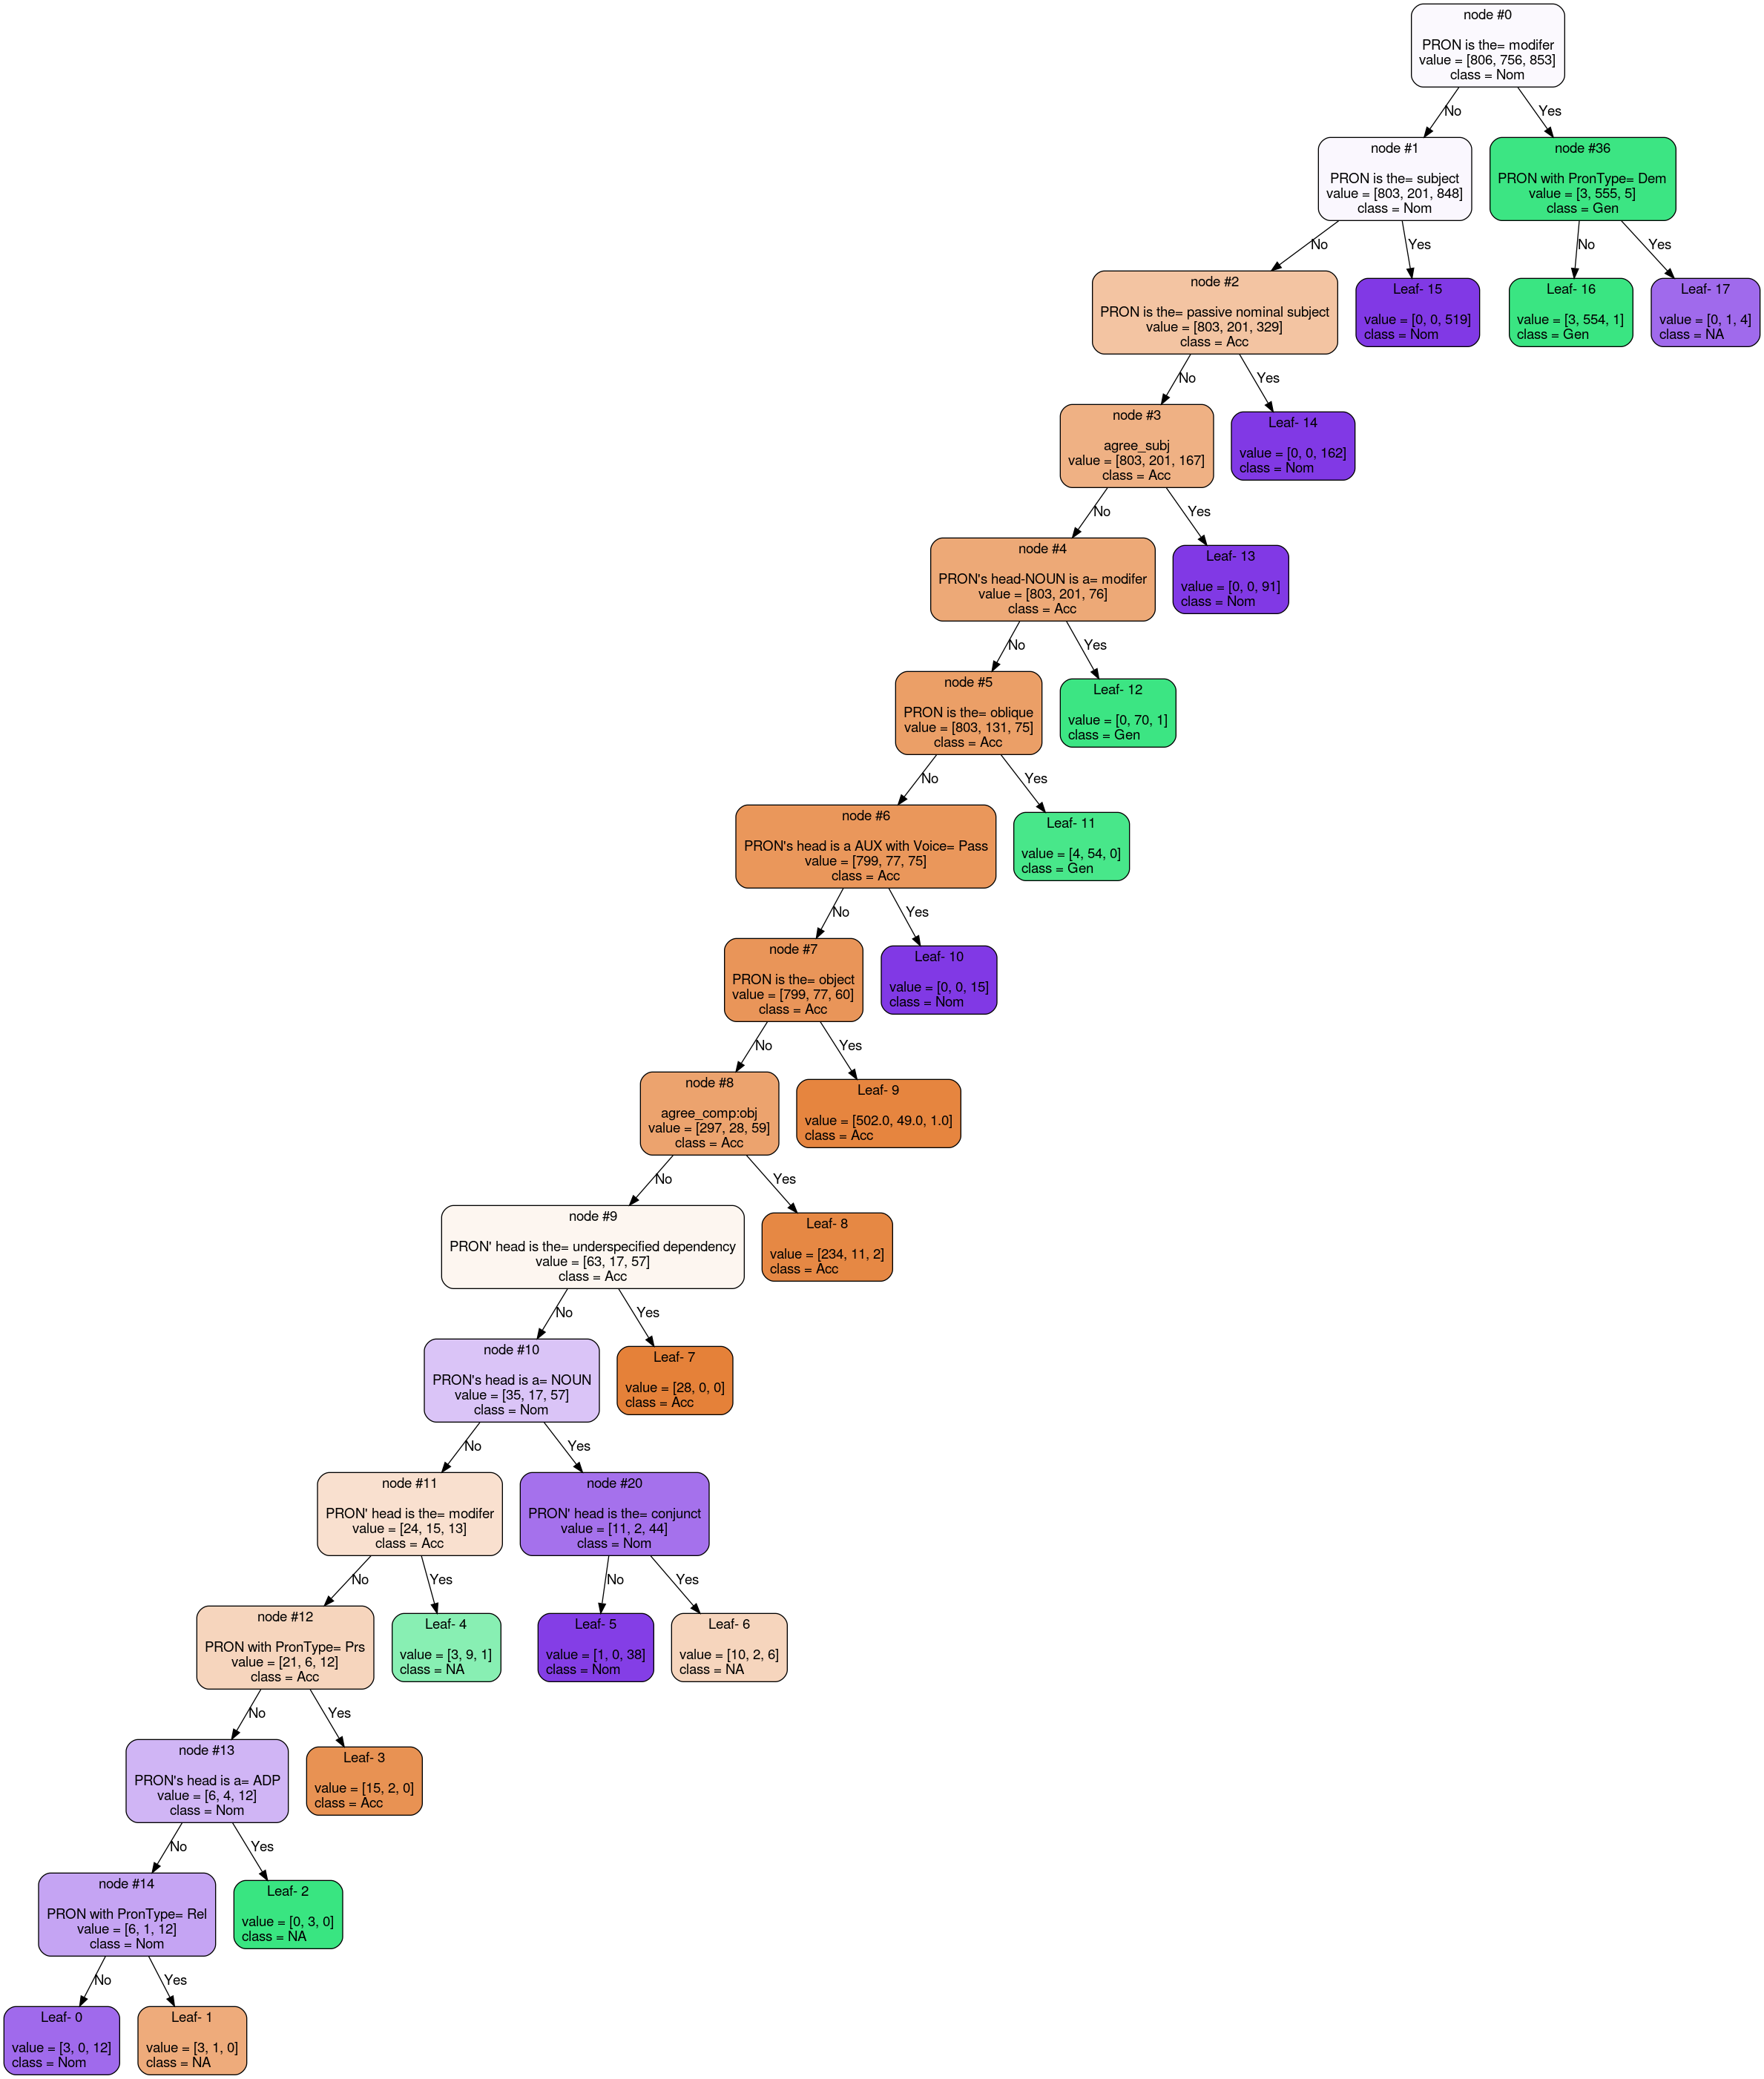 node #0
PRON is the= modifer
value = [806, 756, 853]
class = Nom
No
Yes
node #1
PRON is the= subject
value = [803, 201, 848]
class = Nom
node #36
PRON with PronType= Dem
value = [3, 555, 5]
class = Gen
No
Yes
No
Yes
node #2
PRON is the= passive nominal subject
value = [803, 201, 329]
class = Acc
Leaf- 15
value = [0, 0, 519]
class = Nom
Leaf- 16
value = [3, 554, 1]
class = Gen
Leaf- 17
value = [0, 1, 4]
class = NA
No
Yes
node #3
agree_subj
value = [803, 201, 167]
class = Acc
Leaf- 14
value = [0, 0, 162]
class = Nom
No
Yes
node #4
PRON's head-NOUN is a= modifer
value = [803, 201, 76]
class = Acc
Leaf- 13
value = [0, 0, 91]
class = Nom
No
Yes
node #5
PRON is the= oblique
value = [803, 131, 75]
class = Acc
Leaf- 12
value = [0, 70, 1]
class = Gen
No
Yes
node #6
PRON's head is a AUX with Voice= Pass
value = [799, 77, 75]
class = Acc
Leaf- 11
value = [4, 54, 0]
class = Gen
No
Yes
node #7
PRON is the= object
value = [799, 77, 60]
class = Acc
Leaf- 10
value = [0, 0, 15]
class = Nom
No
Yes
node #8
agree_comp:obj
value = [297, 28, 59]
class = Acc
Leaf- 9
value = [502.0, 49.0, 1.0]
class = Acc
No
Yes
node #9
PRON' head is the= underspecified dependency
value = [63, 17, 57]
class = Acc
Leaf- 8
value = [234, 11, 2]
class = Acc
No
Yes
node #10
PRON's head is a= NOUN
value = [35, 17, 57]
class = Nom
Leaf- 7
value = [28, 0, 0]
class = Acc
No
Yes
node #11
PRON' head is the= modifer
value = [24, 15, 13]
class = Acc
node #20
PRON' head is the= conjunct
value = [11, 2, 44]
class = Nom
No
Yes
No
Yes
node #12
PRON with PronType= Prs
value = [21, 6, 12]
class = Acc
Leaf- 4
value = [3, 9, 1]
class = NA
Leaf- 5
value = [1, 0, 38]
class = Nom
Leaf- 6
value = [10, 2, 6]
class = NA
No
Yes
node #13
PRON's head is a= ADP
value = [6, 4, 12]
class = Nom
Leaf- 3
value = [15, 2, 0]
class = Acc
No
Yes
node #14
PRON with PronType= Rel
value = [6, 1, 12]
class = Nom
Leaf- 2
value = [0, 3, 0]
class = NA
No
Yes
Leaf- 0
value = [3, 0, 12]
class = Nom
Leaf- 1
value = [3, 1, 0]
class = NA